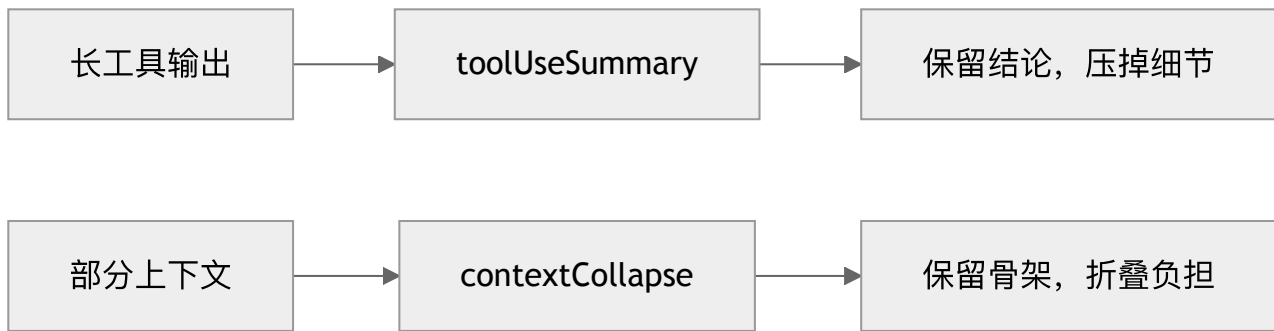 长工具输出
toolUseSummary
保留结论，压掉细节
部分上下文
contextCollapse
保留骨架，折叠负担